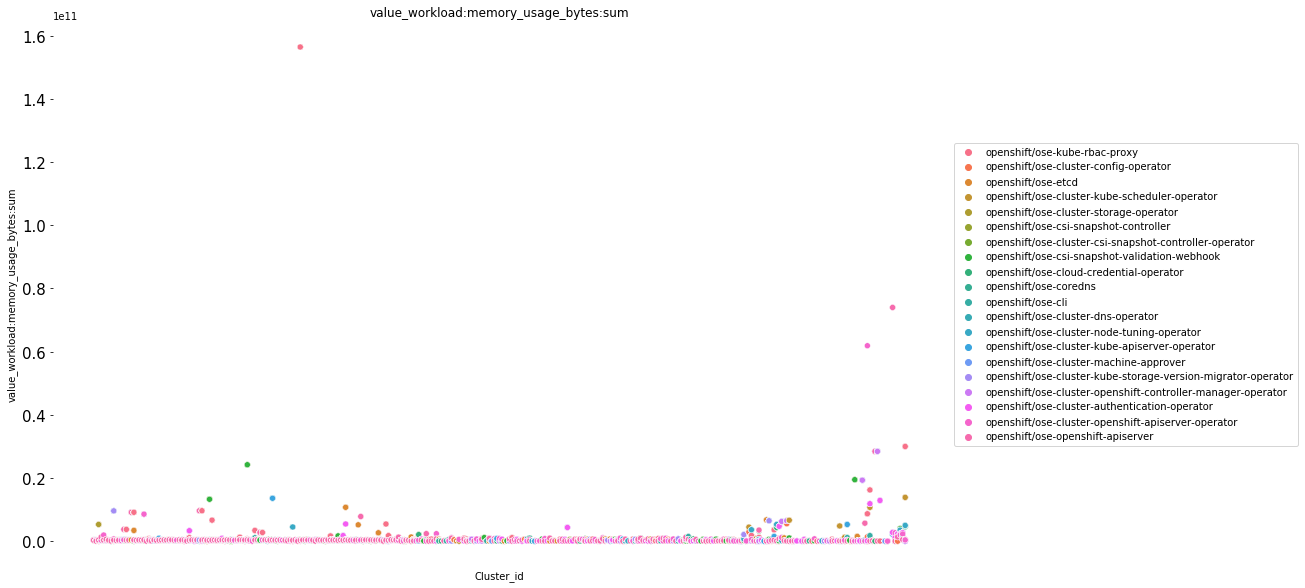 value_workload:memory_usage_bytes:sum
1e11
1.6
1.4
1.2
1.0
0.8
0.6
0.4
0.2
0.0
value_workload:memory_usage_bytes:sum
Cluster_id
openshift/ose-kube-rbac-proxy
openshift/ose-cluster-config-operator
openshift/ose-etcd
openshift/ose-cluster-kube-scheduler-operator
openshift/ose-cluster-storage-operator
openshift/ose-csi-snapshot-controller
openshift/ose-cluster-csi-snapshot-controller-operator
openshift/ose-csi-snapshot-validation-webhook
openshift/ose-cloud-credential-operator
openshift/ose-coredns
openshift/ose-cli
openshift/ose-cluster-dns-operator
openshift/ose-cluster-node-tuning-operator
openshift/ose-cluster-kube-apiserver-operator
openshift/ose-cluster-machine-approver
openshift/ose-cluster-kube-storage-version-migrator-operator
openshift/ose-cluster-openshift-controller-manager-operator
openshift/ose-cluster-authentication-operator
openshift/ose-cluster-openshift-apiserver-operator
openshift/ose-openshift-apiserver